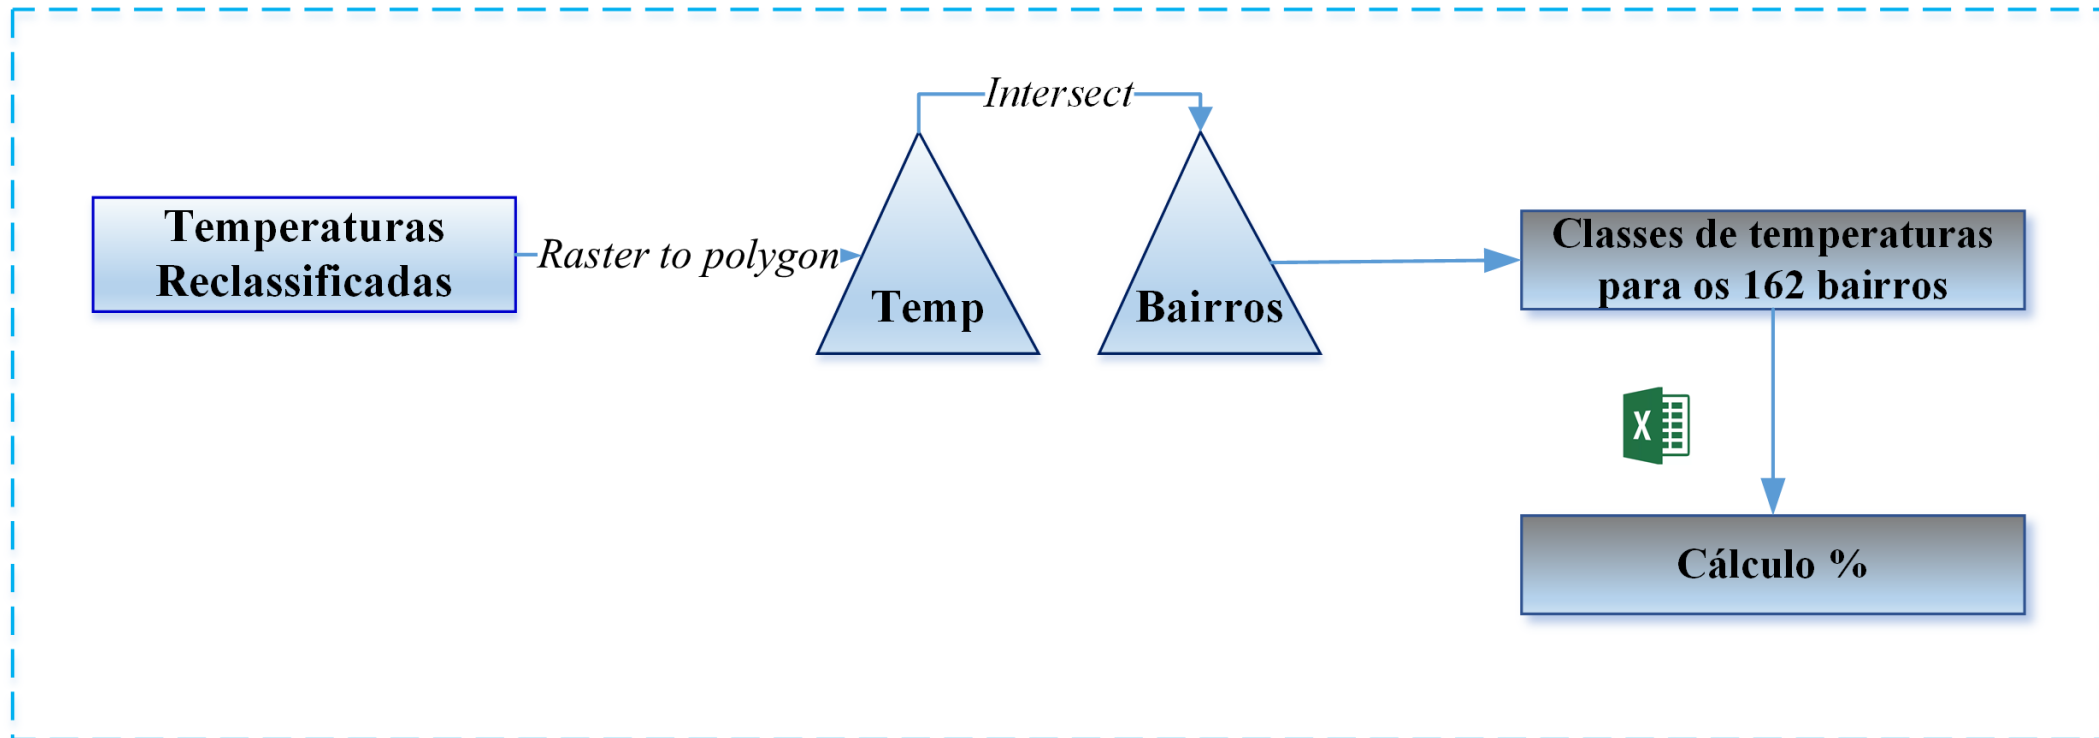 Intersect
Temperaturas
Reclassificadas
Raster to polygon
Temp
Bairros
Classes de temperaturas
para os 162 bairros
X
Cálculo %